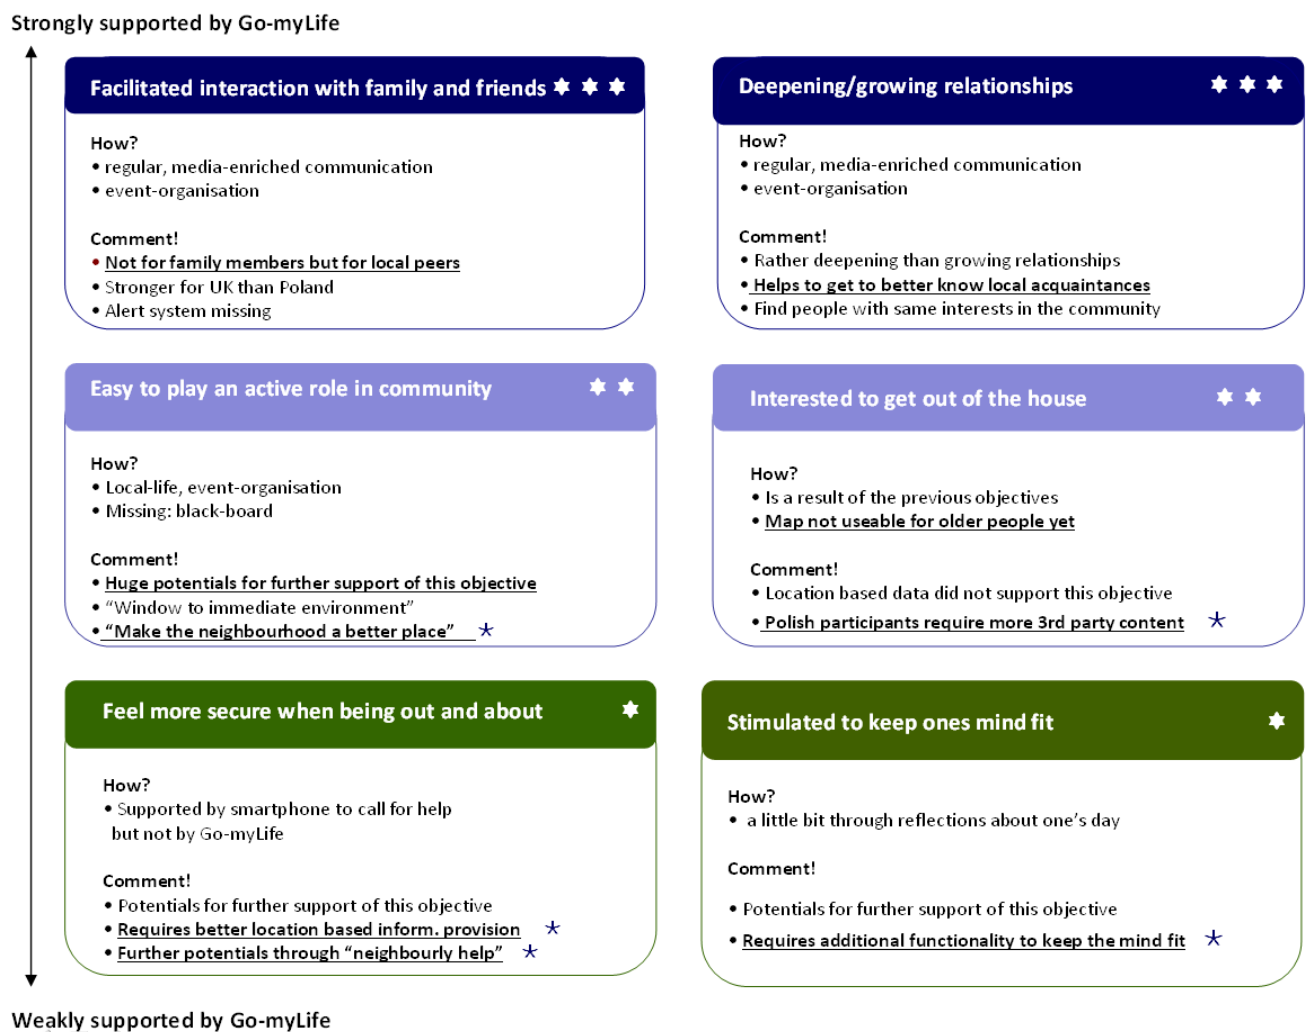 Strongly supported by Go-myLife
Facilitated interaction with family and friends
How?
• regular, media-enriched communication
• event-organisation
Comment!
• Not for family members but for local peers
• Stronger for UK than Poland
• Alert system missing
Deepening/growing relationships
How?
• regular, media-enriched communication
• event-organisation
Comment!
• Rather deepening than growing relationships
• Helps to get to better know local acquaintances
• Find people with same interests in the community
Easy to play an active role in community
How?
• Local-life, event-organisation
• Missing: black-board
Comment!
• Huge potentials for further support of this objective
• “Window to immediate environment”
• “Make the neighbourhood a better place”
Interested to get out of the house
How?
• Is a result of the previous objectives
• Map not useable for older people yet
Comment!
• Location based data did not support this objective
• Polish participants require more 3rd party content
Feel more secure when being out and about
How?
• Supported by smartphone to call for help
but not by Go-myLife
Comment!
• Potentials for further support of this objective
• Requires better location based inform. provision
• Further potentials through “neighbourly help”
Stimulated to keep ones mind fit
How?
• a little bit through reflections about one’s day
Comment!
• Potentials for further support of this objective
• Requires additional functionality to keep the mind fit
Weakly supported by Go-myLife